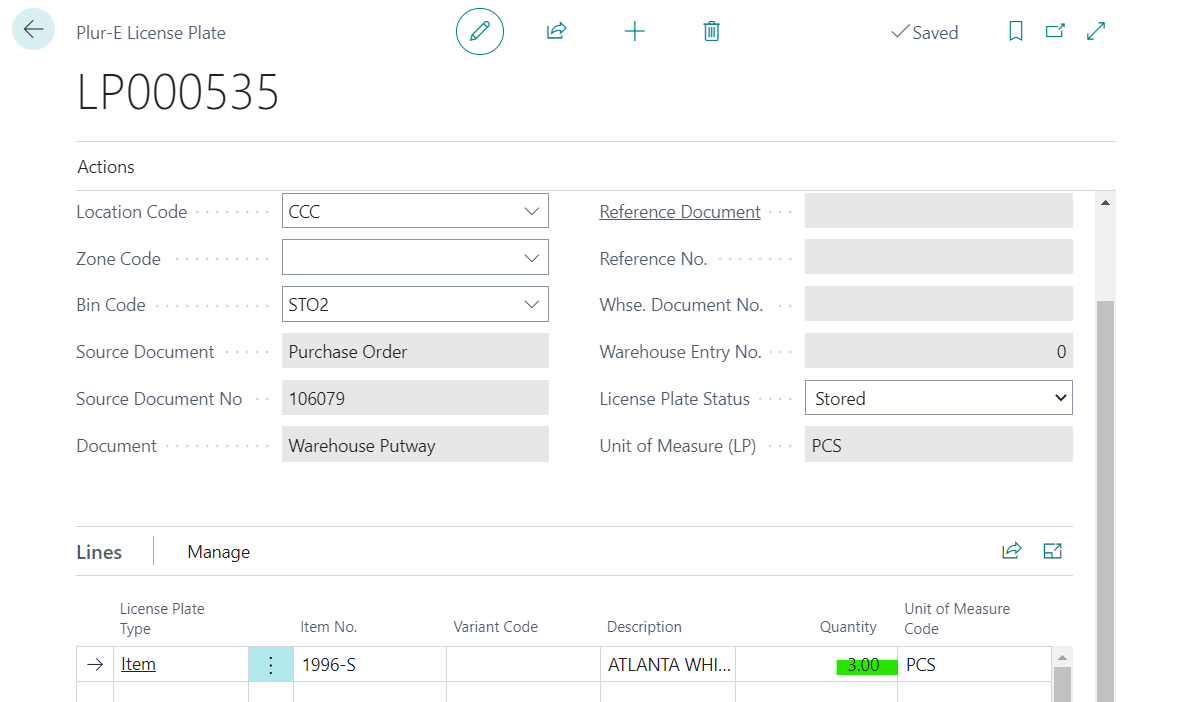 Plur-E License Plate
Saved
LP000535
Actions
Location Code CCC Reference Document
Zone Code Reference No.
Bin Code STO2 Whse. Document No.
Source Document Purchase Order Warehouse Entry No. 0
Source Document No 106079 License Plate Status Stored
Document Warehouse Putway Unit of Measure (LP) PCS
Lines Manage
License Plate Type Item No. Variant Code Description Quantity Unit of Measure Code
Item 1996-S ATLANTA WHI... 3.00 PCS